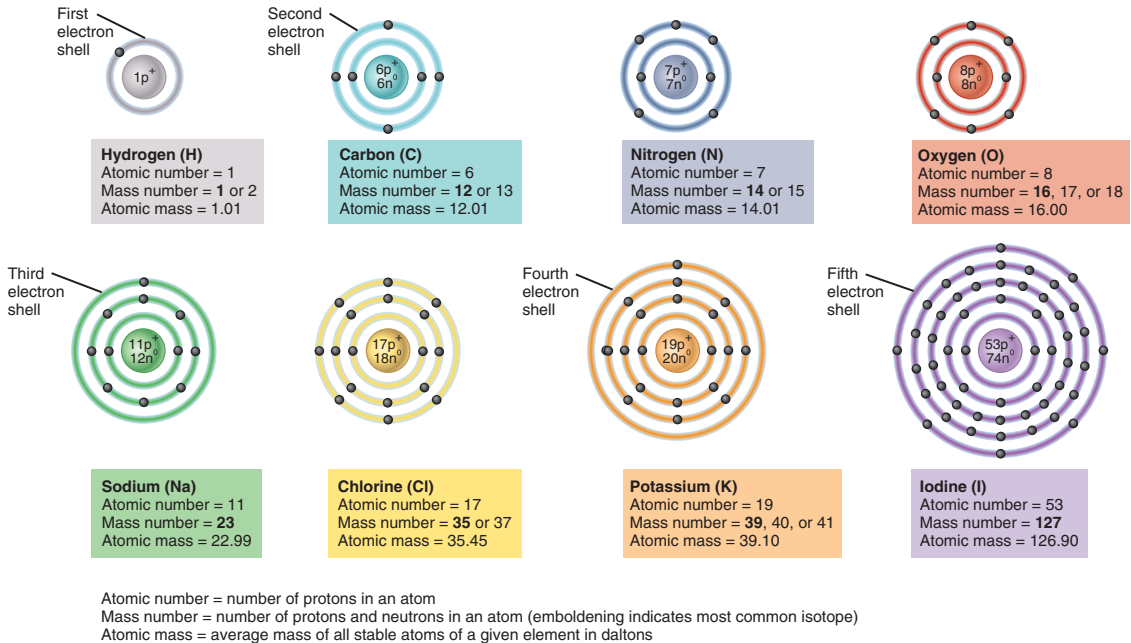 First
electron
shell
Second
electron
shell
1p+
6p+
6n0
7p+
7n0
8p+
8n0
Hydrogen (H)
Atomic number = 1
Mass number = 1 or 2
Atomic mass = 1.01
Carbon (C)
Atomic number = 6
Mass number = 12 or 13
Atomic mass = 12.01
Nitrogen (N)
Atomic number = 7
Mass number = 14 or 15
Atomic mass = 14.01
Oxygen (O)
Atomic number = 8
Mass number = 16, 17, or 18
Atomic mass = 16.00
Third
electron
shell
Fourth
electron
shell
Fifth
electron
shell
11p+
12n0
17p+
18n0
19p+
20n0
53p+
74n0
Sodium (Na)
Atomic number = 11
Mass number = 23
Atomic mass = 22.99
Chlorine (Cl)
Atomic number = 17
Mass number = 35 or 37
Atomic mass = 35.45
Potassium (K)
Atomic number = 19
Mass number = 39, 40, or 41
Atomic mass = 39.10
Iodine (I)
Atomic number = 53
Mass number = 127
Atomic mass = 126.90
Atomic number = number of protons in an atom
Mass number = number of protons and neutrons in an atom (emboldening indicates most common isotope)
Atomic mass = average mass of all stable atoms of a given element in daltons